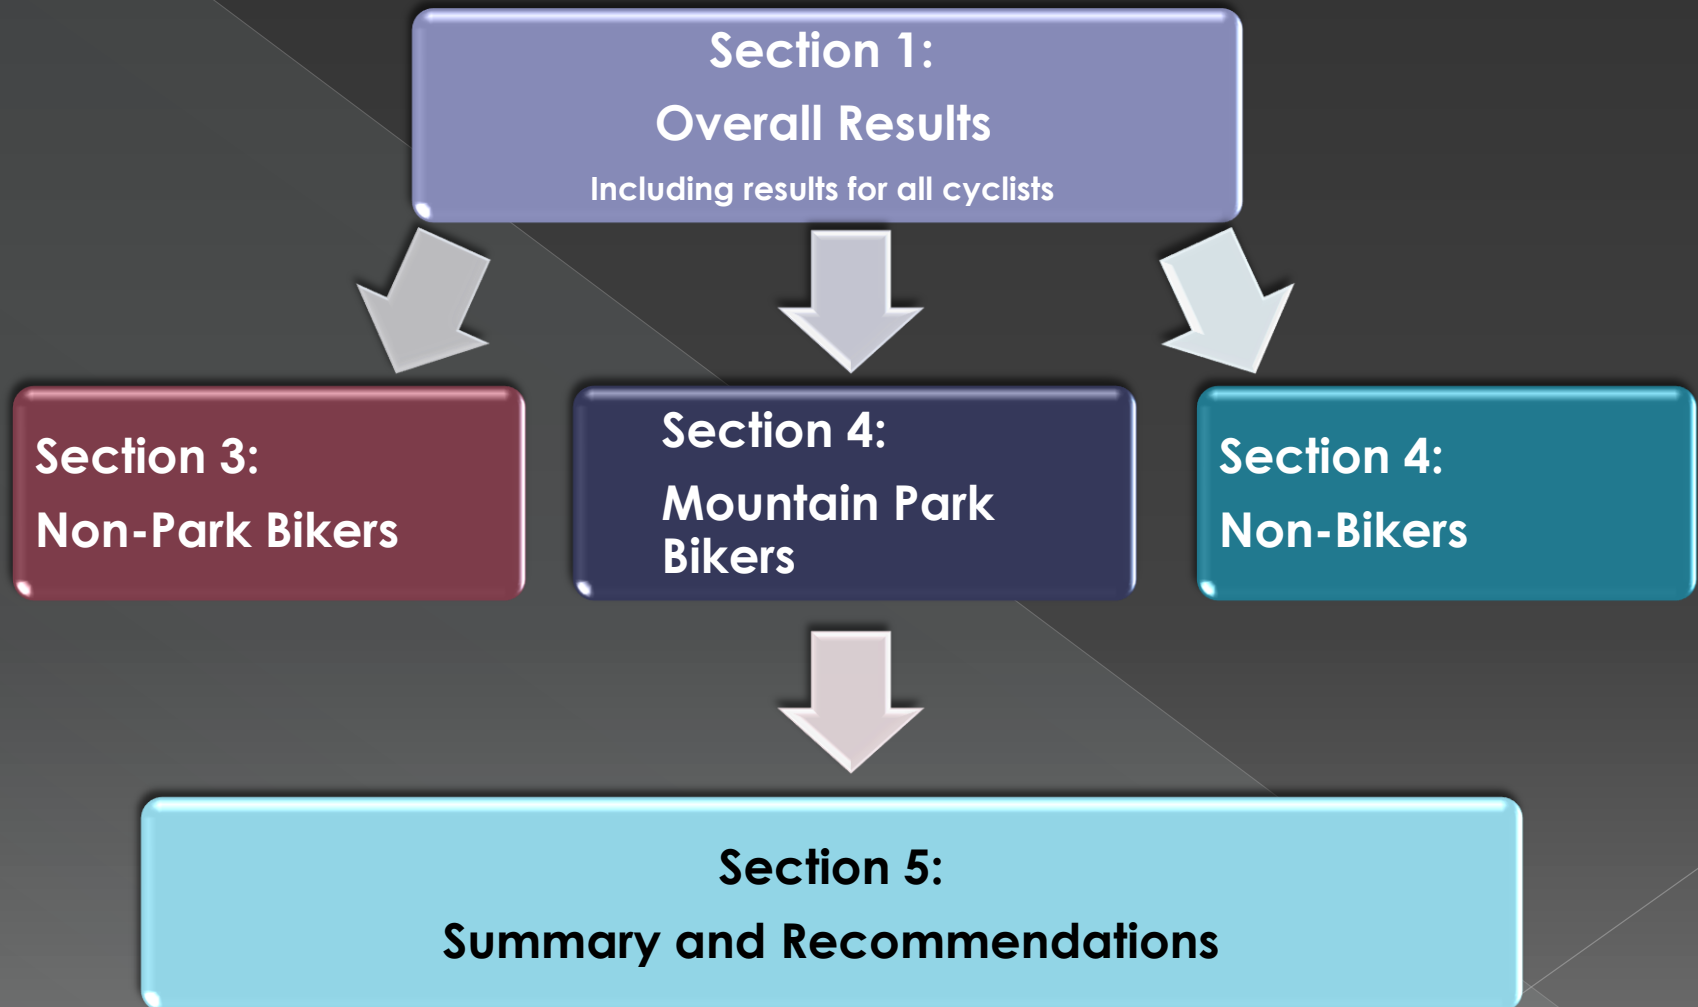 Section 1:
Overall Results
Including results for all cyclists
Section 3:
Non-Park Bikers
Section 4:
Mountain Park
Bikers
Section 4:
Non-Bikers
Section 5:
Summary and Recommendations